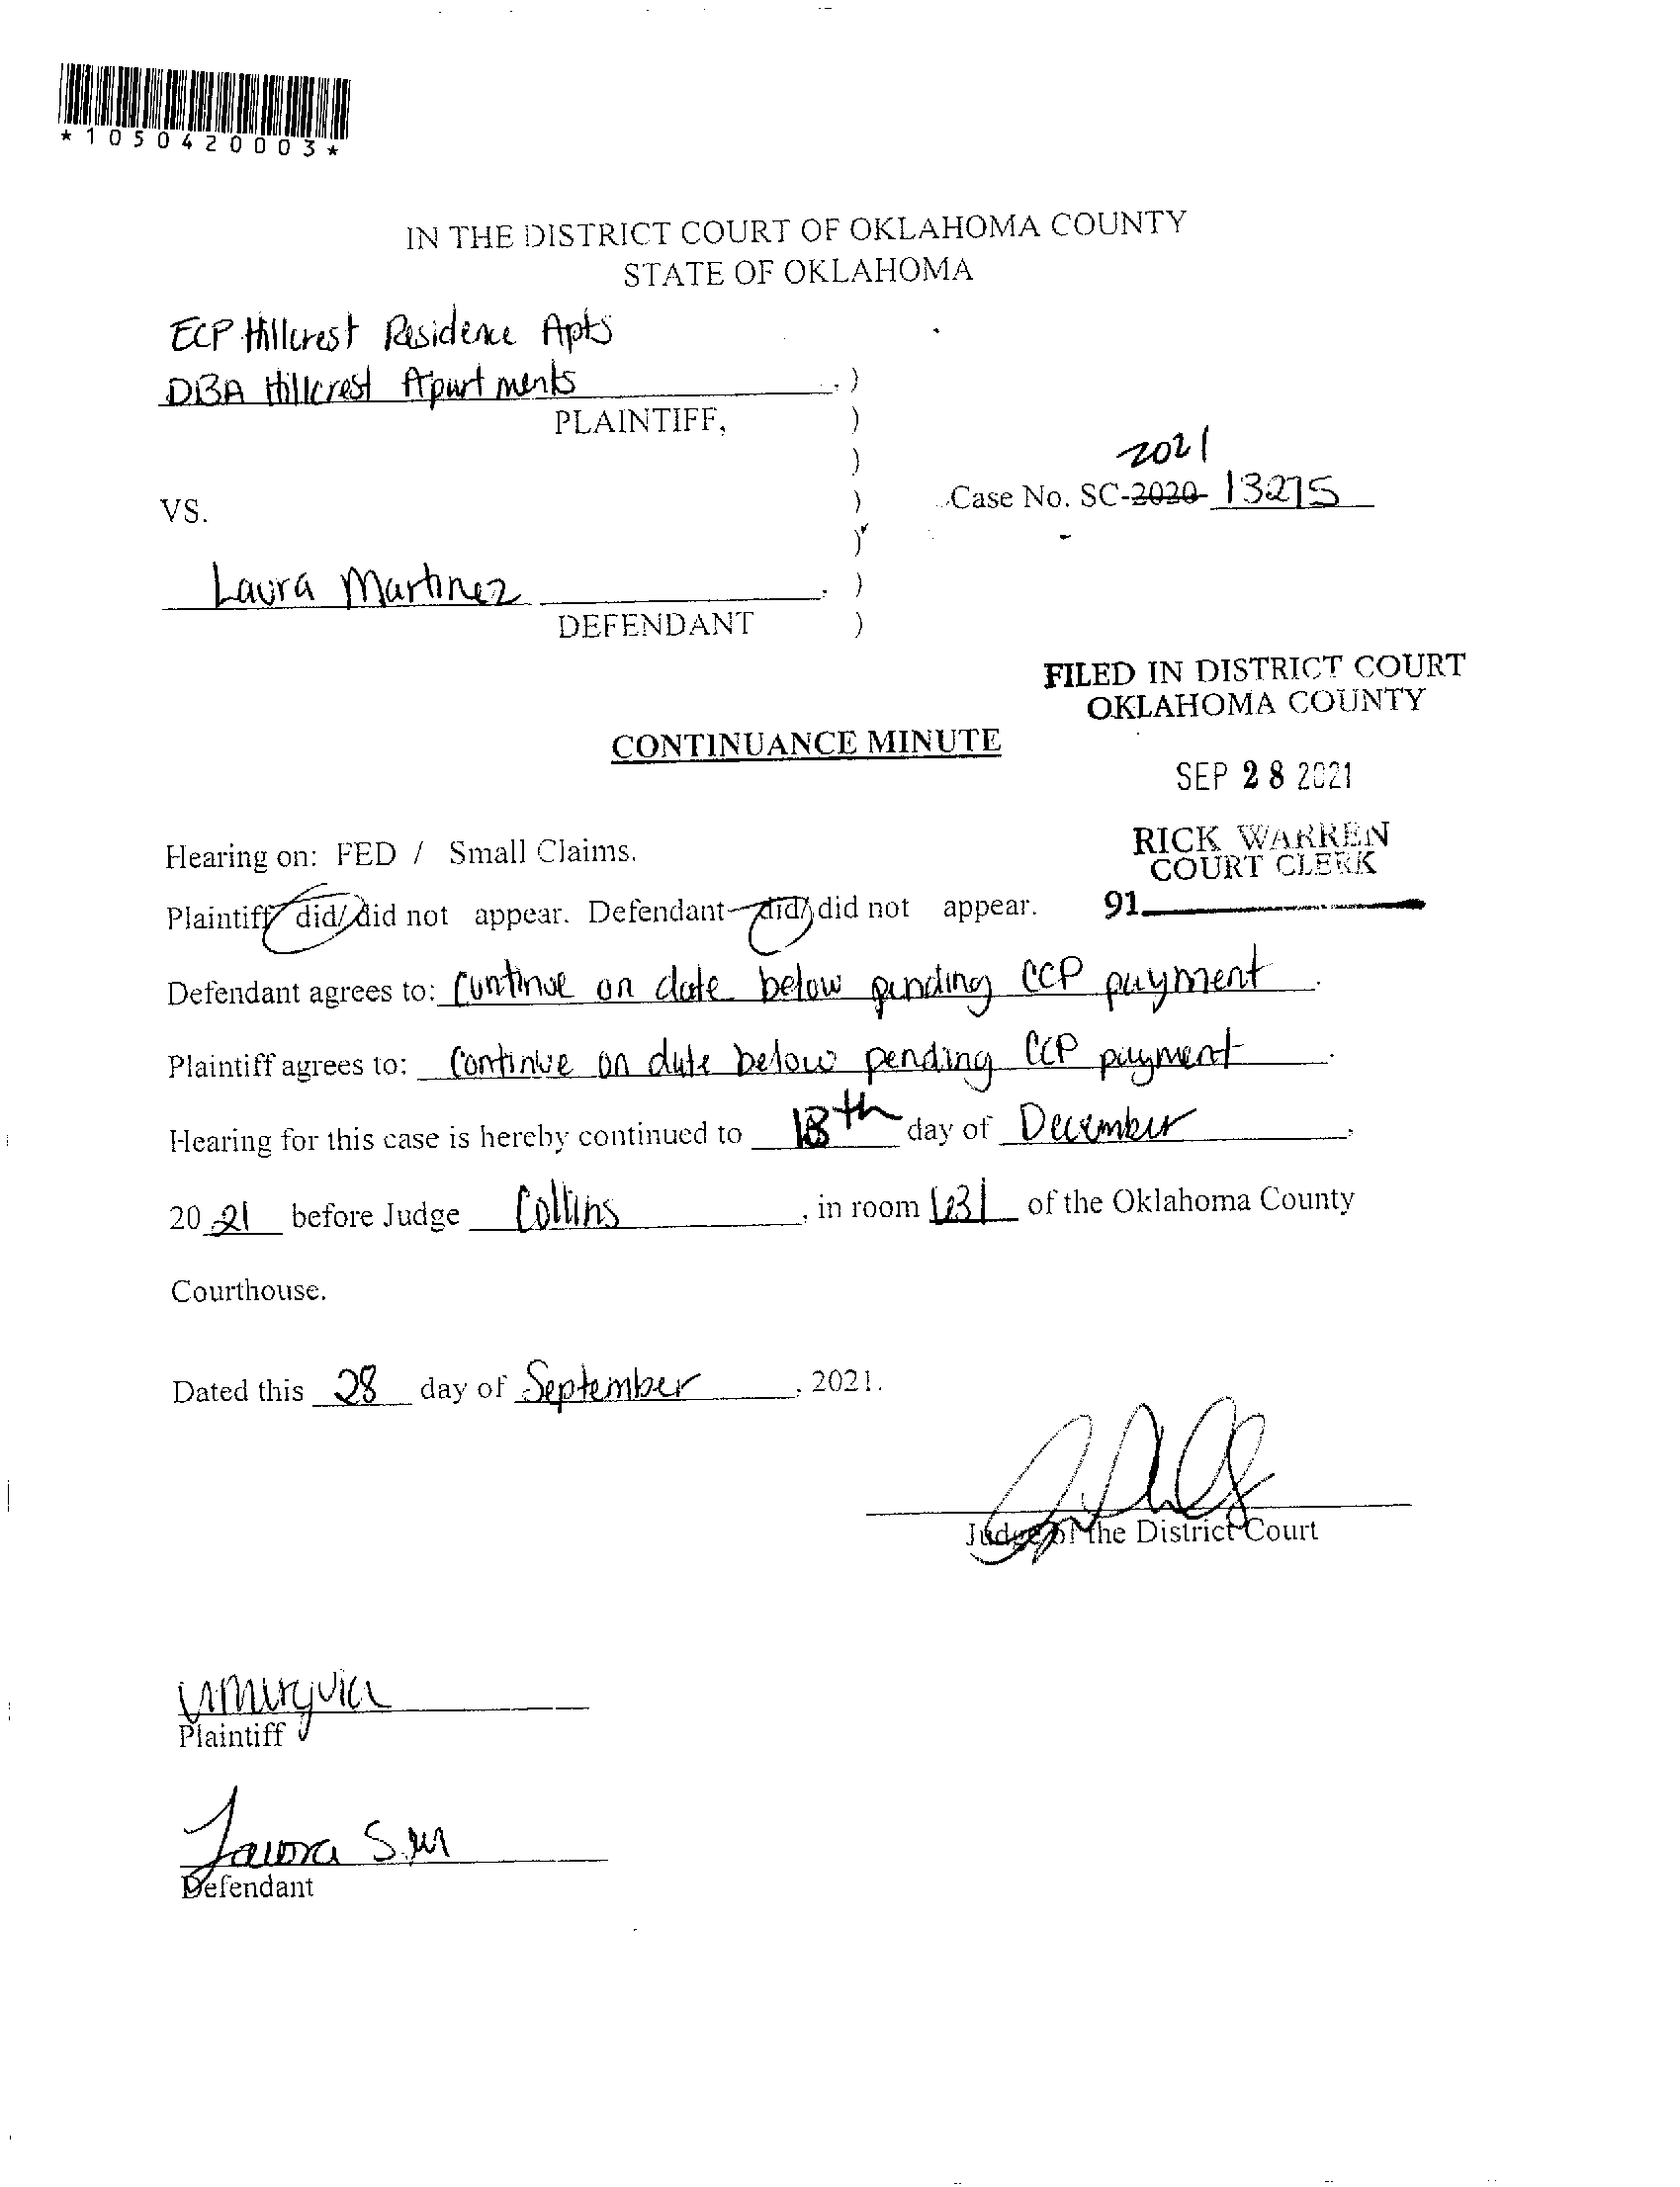 *1050420003*
IN THE DISTRICT COURT OF OKLAHOMA COUNTY
STATE OF OKLAHOMA
ECP Hillcrest Residence Apts
DBA Hillcrest Apartments , )
PLAINTIFF, )
)
2021
VS. ) Case No. SC-2020- 13275
)
Laura Martinez , )
DEFENDANT )
FILED IN DISTRICT COURT
OKLAHOMA COUNTY
CONTINUANCE MINUTE
SEP 28 2021
RICK WARREN
COURT CLERK
Hearing on: FED / Small Claims.
91
Plaintiff did/did not appear. Defendant did/did not appear.
Defendant agrees to: continue on date below pending CCP payment .
Plaintiff agrees to: continue on date below pending CCP payment .
Hearing for this case is hereby continued to day of December ,
20 21 before Judge Collins , in room of the Oklahoma County
Courthouse.
Dated this 28 day of September , 2021.
Judge of the District Court
Plaintiff
Laura S.M
Defendant